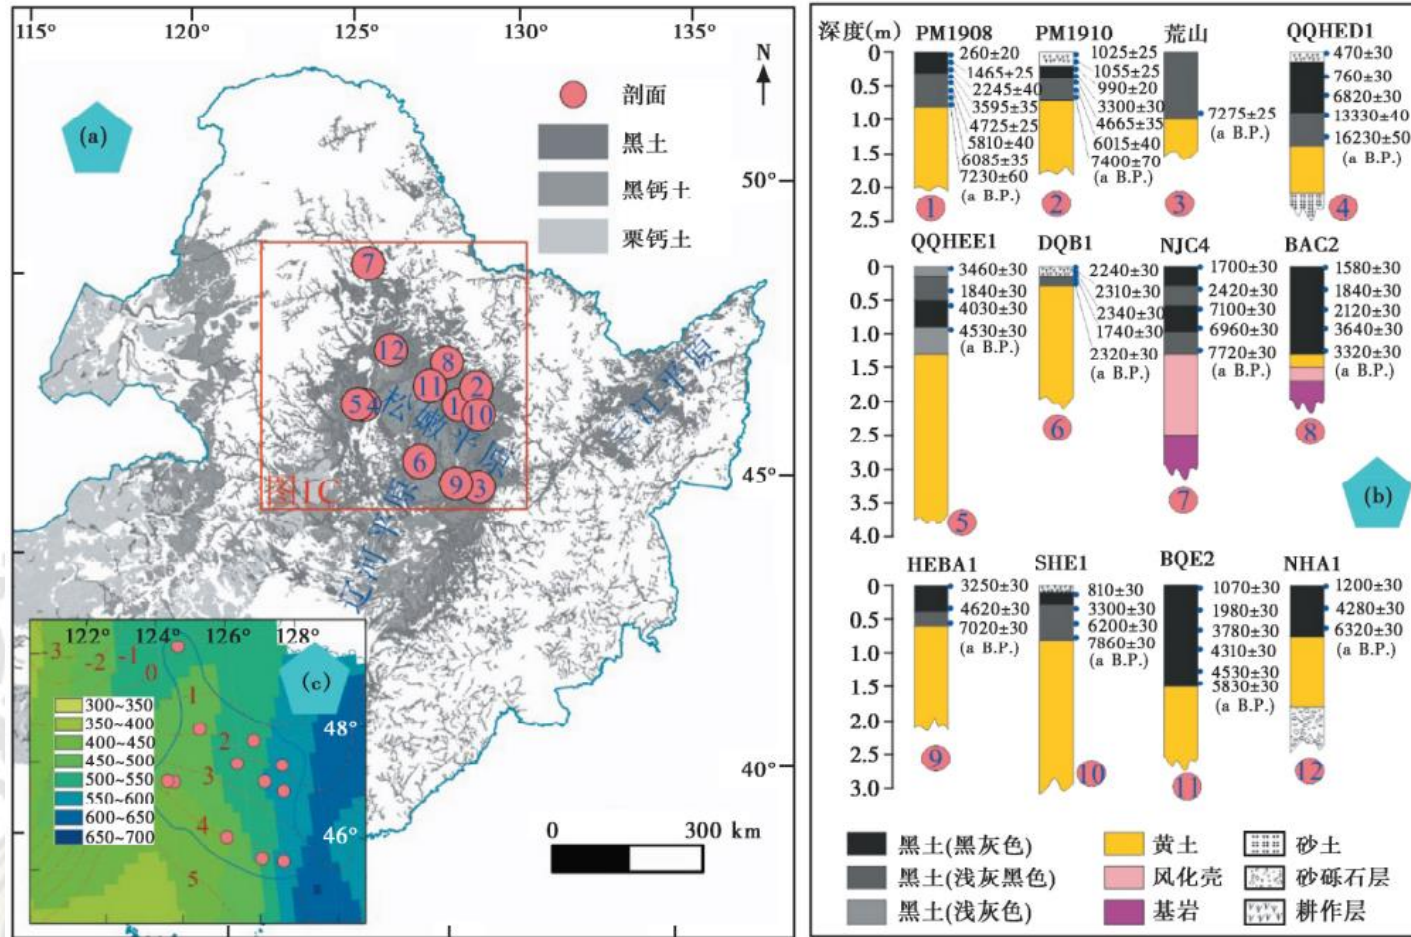 115°
120°
125°
130°
135°
(a)
N
剖面
黑土
黑钙土
栗钙土
50°
45°
40°
7
12
8
11
2
5
4
1
10
6
9
3
松嫩平原
三江平原
辽河平原
图1C
0
300 km
122°
124°
126°
128°
(c)
-3
-2
-1
0
1
2
3
4
5
48°
46°
300~350
350~400
400~450
450~500
500~550
550~600
600~650
650~700
深度(m)
0
0.5
1.0
1.5
2.0
2.5
PM1908
260±20
1465±25
2245±40
3595±35
4725±25
5810±40
6085±35
7230±60
(a B.P.)
1
PM1910
1025±25
1055±25
990±20
3300±30
4665±35
6015±40
7400±70
(a B.P.)
2
荒山
7275±25
(a B.P.)
3
QQHED1
470±30
760±30
6820±30
13330±40
16230±50
(a B.P.)
4
0
0.5
1.0
1.5
2.0
2.5
3.0
3.5
4.0
QQHEE1
3460±30
1840±30
4030±30
4530±30
(a B.P.)
5
DQB1
2240±30
2310±30
2340±30
1740±30
2320±30
(a B.P.)
6
NJC4
1700±30
2420±30
7100±30
6960±30
7720±30
(a B.P.)
7
BAC2
1580±30
1840±30
2120±30
3640±30
3320±30
(a B.P.)
8
(b)
0
0.5
1.0
1.5
2.0
2.5
3.0
HEBA1
3250±30
4620±30
7020±30
(a B.P.)
9
SHE1
810±30
3300±30
6200±30
7860±30
(a B.P.)
10
BQE2
1070±30
1980±30
3780±30
4310±30
4530±30
5830±30
(a B.P.)
11
NHA1
1200±30
4280±30
6320±30
(a B.P.)
12
黑土(黑灰色)
黄土
砂土
黑土(浅灰黑色)
风化壳
砂砾石层
黑土(浅灰色)
基岩
耕作层